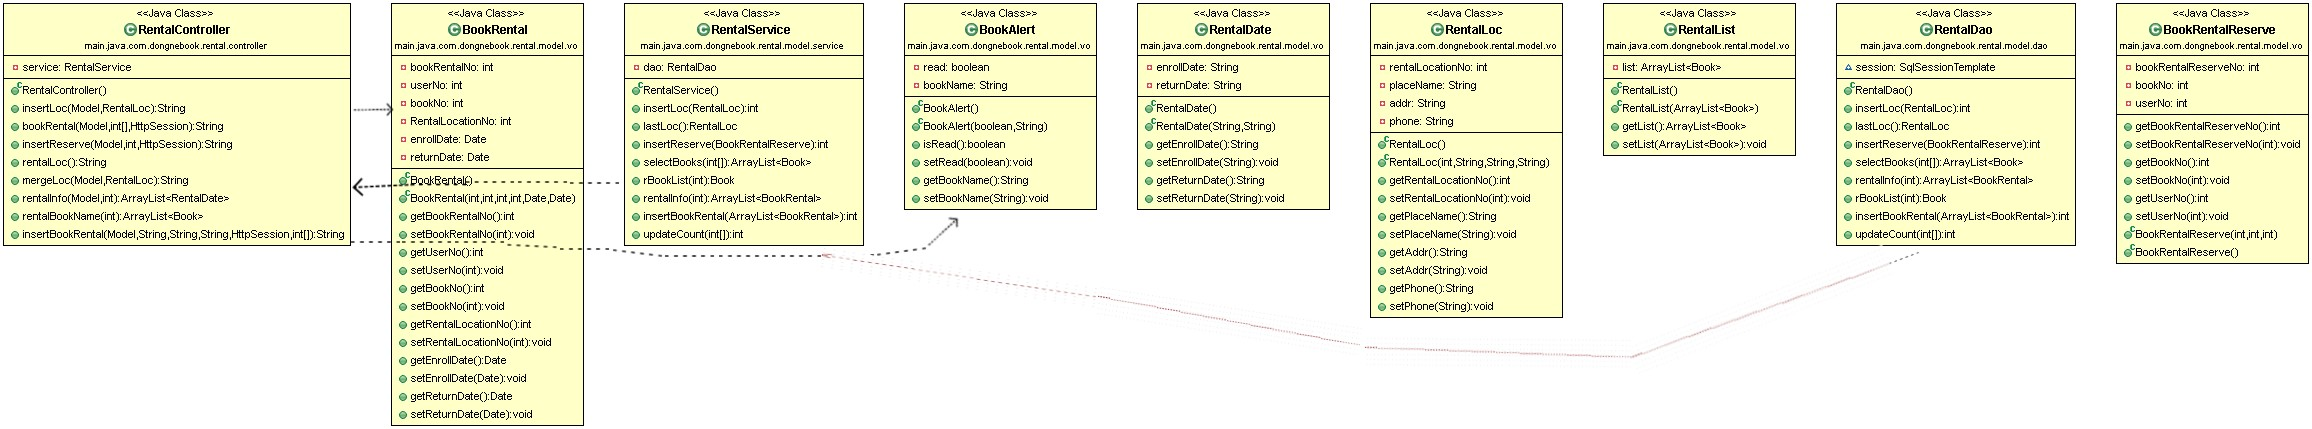 <<Java Class>>
RentalController
main.java.com.dongnebook.rental.controller
service: RentalService
RentalController()
insertLoc(Model,RentalLoc):String
bookRental(Model,int[],HttpSession):String
insertReserve(Model,int,HttpSession):String
rentalLoc():String
mergeLoc(Model,RentalLoc):String
rentalInfo(Model,int):ArrayList<RentalDate>
rentalBookName(int):ArrayList<Book>
insertBookRental(Model,String,String,String,HttpSession,int[]):String
<<Java Class>>
BookRental
main.java.com.dongnebook.rental.model.vo
bookRentalNo: int
userNo: int
bookNo: int
RentalLocationNo: int
enrollDate: Date
returnDate: Date
BookRental()
BookRental(int,int,int,int,Date,Date)
getBookRentalNo():int
setBookRentalNo(int):void
getUserNo():int
setUserNo(int):void
getBookNo():int
setBookNo(int):void
getRentalLocationNo():int
setRentalLocationNo(int):void
getEnrollDate():Date
setEnrollDate(Date):void
getReturnDate():Date
setReturnDate(Date):void
<<Java Class>>
RentalService
main.java.com.dongnebook.rental.model.service
dao: RentalDao
RentalService()
insertLoc(RentalLoc):int
lastLoc():RentalLoc
insertReserve(BookRentalReserve):int
selectBooks(int[]):ArrayList<Book>
rBookList(int):Book
rentalInfo(int):ArrayList<BookRental>
insertBookRental(ArrayList<BookRental>):int
updateCount(int[]):int
<<Java Class>>
BookAlert
main.java.com.dongnebook.rental.model.vo
read: boolean
bookName: String
BookAlert()
BookAlert(boolean,String)
isRead():boolean
setRead(boolean):void
getBookName():String
setBookName(String):void
<<Java Class>>
RentalDate
main.java.com.dongnebook.rental.model.vo
enrollDate: String
returnDate: String
RentalDate()
RentalDate(String,String)
getEnrollDate():String
setEnrollDate(String):void
getReturnDate():String
setReturnDate(String):void
<<Java Class>>
RentalLoc
main.java.com.dongnebook.rental.model.vo
rentalLocationNo: int
placeName: String
addr: String
phone: String
RentalLoc()
RentalLoc(int,String,String,String)
getRentalLocationNo():int
setRentalLocationNo(int):void
getPlaceName():String
setPlaceName(String):void
getAddr():String
setAddr(String):void
getPhone():String
setPhone(String):void
<<Java Class>>
RentalList
main.java.com.dongnebook.rental.model.vo
list: ArrayList<Book>
RentalList()
RentalList(ArrayList<Book>)
getList():ArrayList<Book>
setList(ArrayList<Book>):void
<<Java Class>>
RentalDao
main.java.com.dongnebook.rental.model.dao
session: SqlSessionTemplate
RentalDao()
insertLoc(RentalLoc):int
lastLoc():RentalLoc
insertReserve(BookRentalReserve):int
selectBooks(int[]):ArrayList<Book>
rentalInfo(int):ArrayList<BookRental>
rBookList(int):Book
insertBookRental(ArrayList<BookRental>):int
updateCount(int[]):int
<<Java Class>>
BookRentalReserve
main.java.com.dongnebook.rental.model.vo
bookRentalReserveNo: int
bookNo: int
userNo: int
getBookRentalReserveNo():int
setBookRentalReserveNo(int):void
getBookNo():int
setBookNo(int):void
getUserNo():int
setUserNo(int):void
BookRentalReserve(int,int,int)
BookRentalReserve()